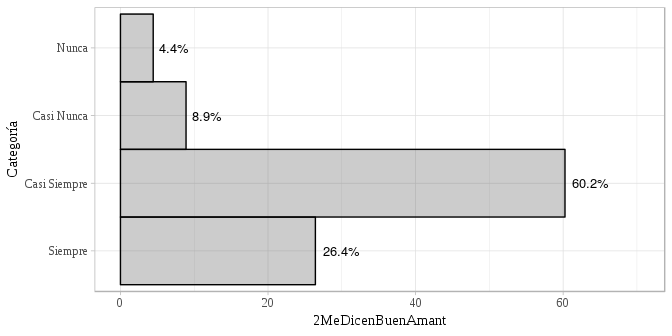 Nunca
4.4%
Casi Nunca
8.9%
Categoría
Casi Siempre
60.2%
Siempre
26.4%
0
20
40
60
2MeDicenBuenAmant